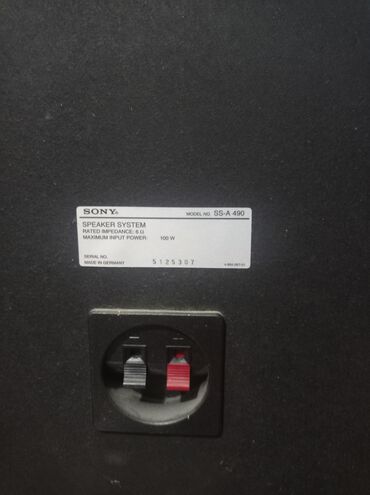 SONY®
MODEL NO. SS-A 490
SPEAKER SYSTEM
RATED IMPEDANCE: 6 Ω
MAXIMUM INPUT POWER: 100 W
SERIAL NO.
MADE IN GERMANY 5125307